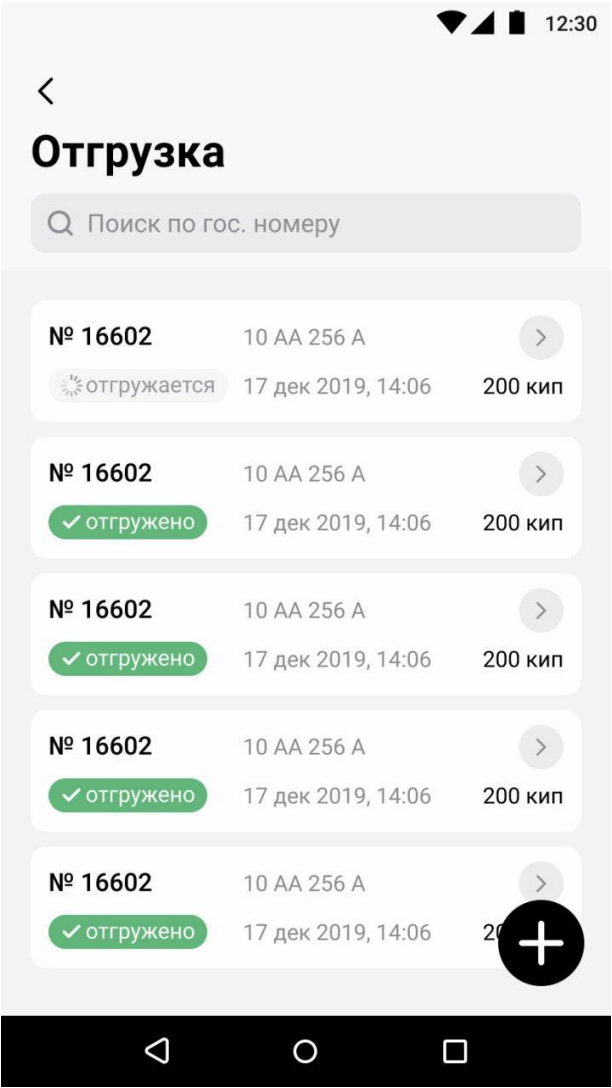 12:30
Отгрузка
Поиск по гос. номеру
№ 16602 10 АА 256 А
отгружается 17 дек 2019, 14:06 200 кип
№ 16602 10 АА 256 А
отгружено 17 дек 2019, 14:06 200 кип
№ 16602 10 АА 256 А
отгружено 17 дек 2019, 14:06 200 кип
№ 16602 10 АА 256 А
отгружено 17 дек 2019, 14:06 200 кип
№ 16602 10 АА 256 А
отгружено 17 дек 2019, 14:06